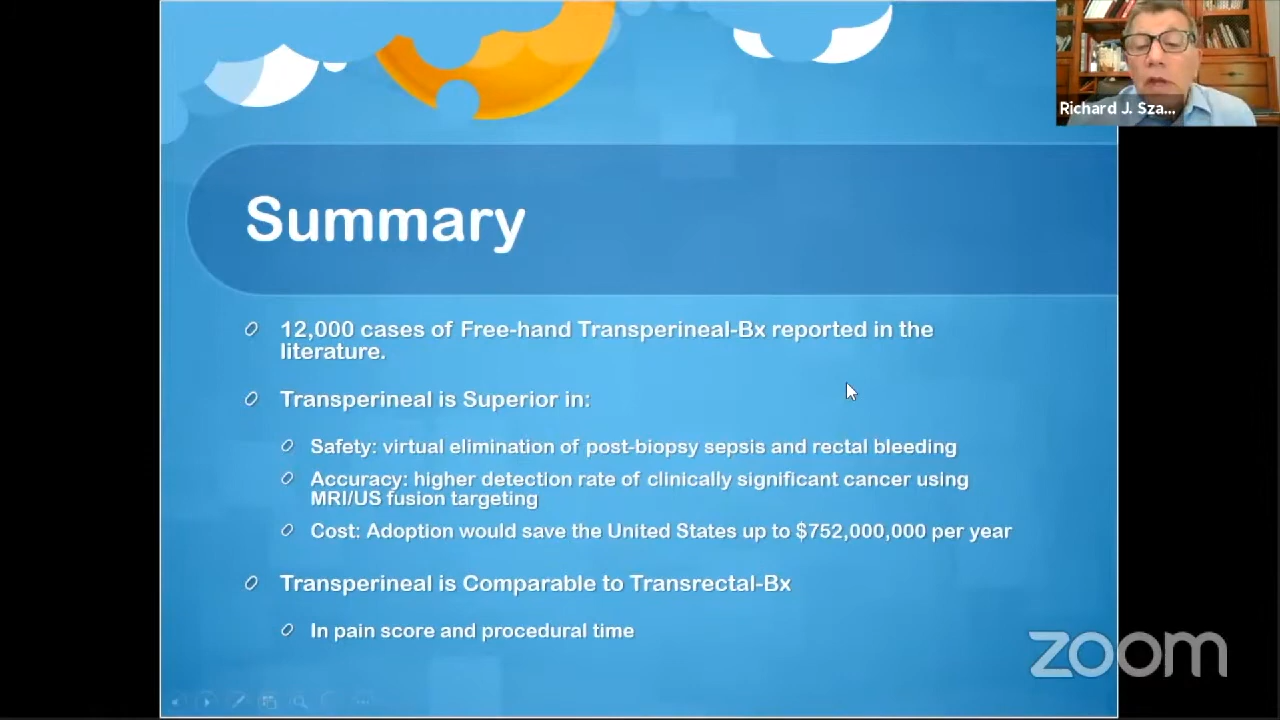 Richard J. Sza...
Summary
12,000 cases of Free-hand Transperineal-Bx reported in the
literature.
Transperineal is Superior in:
Safety: virtual elimination of post-biopsy sepsis and rectal bleeding
Accuracy: higher detection rate of clinically significant cancer using
MRI/US fusion targeting
Cost: Adoption would save the United States up to $752,000,000 per year
Transperineal is Comparable to Transrectal-Bx
In pain score and procedural time
zoom